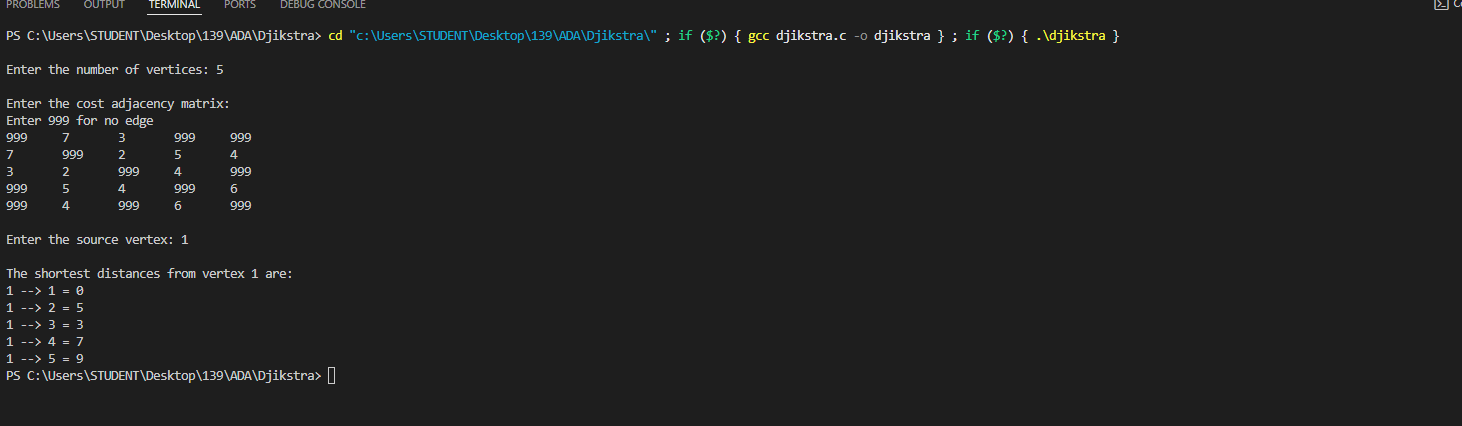 PROBLEMS OUTPUT TERMINAL PORTS DEBUG CONSOLE
PS C:\Users\STUDENT\Desktop\139\ADA\Djikstra> cd "c:\Users\STUDENT\Desktop\139\ADA\Djikstra\" ; if ($?) { gcc djikstra.c -o djikstra } ; if ($?) { .\djikstra }
Enter the number of vertices: 5
Enter the cost adjacency matrix:
Enter 999 for no edge
999 7 3 999 999
7 999 2 5 4
3 2 999 4 999
999 5 4 999 6
999 4 999 6 999
Enter the source vertex: 1
The shortest distances from vertex 1 are:
1 --> 1 = 0
1 --> 2 = 5
1 --> 3 = 3
1 --> 4 = 7
1 --> 5 = 9
PS C:\Users\STUDENT\Desktop\139\ADA\Djikstra>